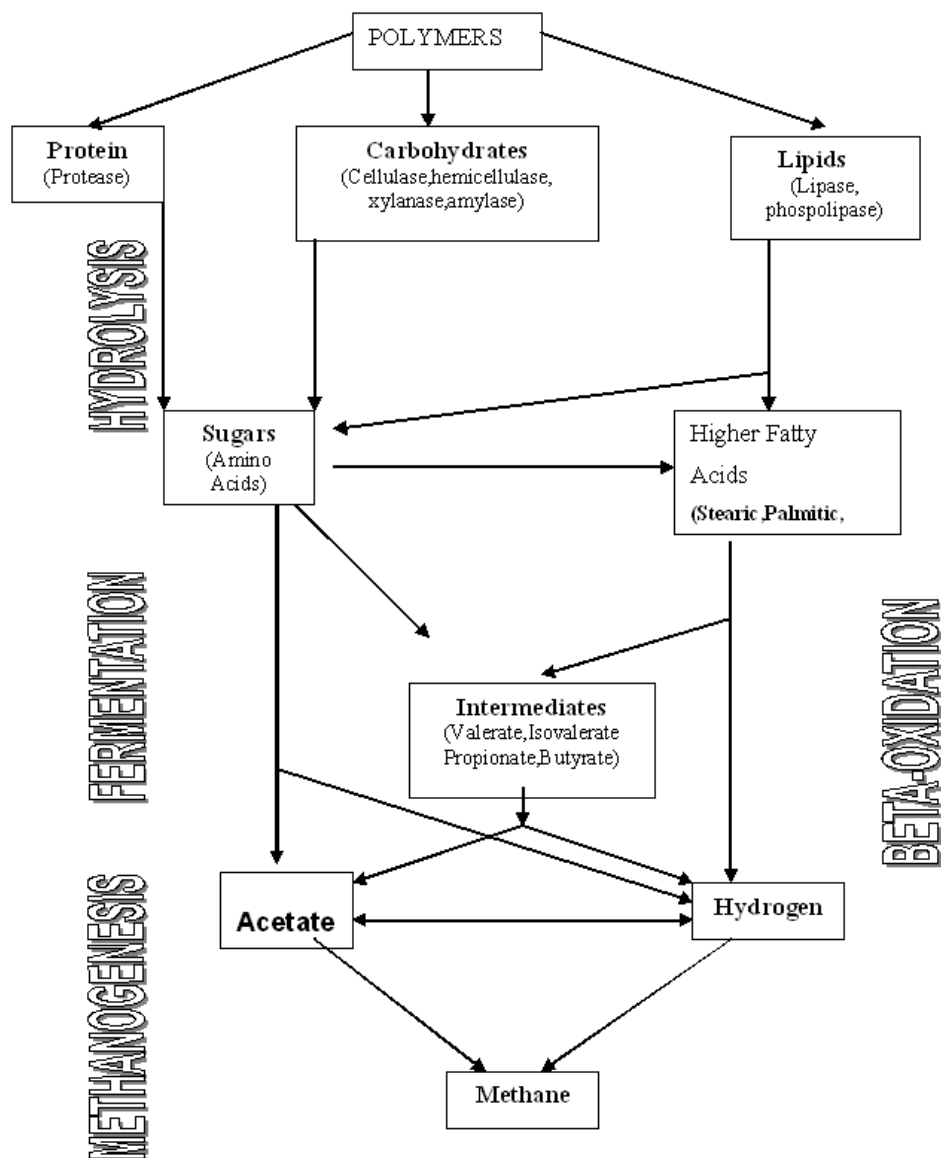 POLYMERS
Protein
(Protease)
Carbohydrates
(Cellulase,hemicellulase,
xylanase,amylase)
Lipids
(Lipase,
phospolipase)
HYDROLYSIS
Sugars
(Amino
Acids)
Higher Fatty
Acids
(Stearic,Palmitic,
FERMENTATION
BETA-OXIDATION
Intermediates
(Valerate,Isovalerate
Propionate,Butyrate)
METHANOGENESIS
Acetate
Hydrogen
Methane